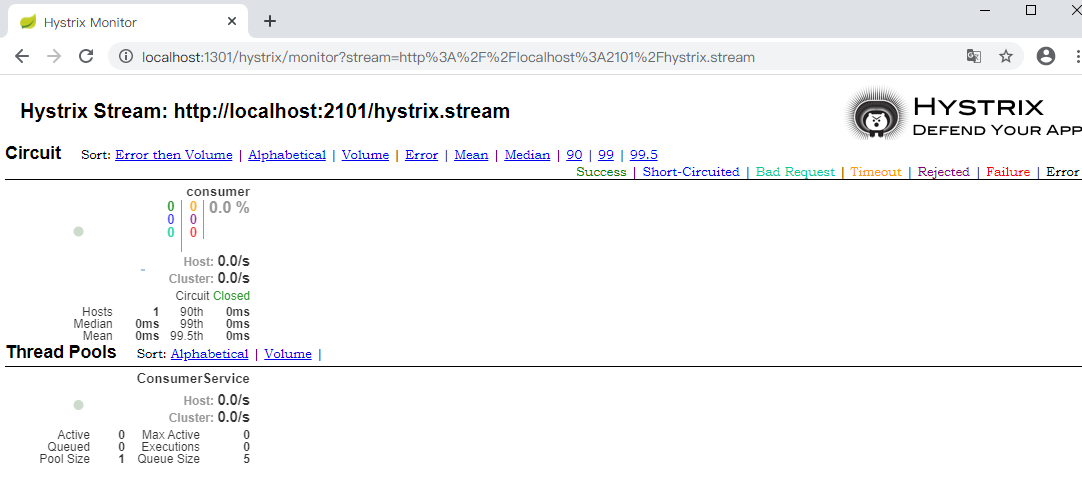 Hystrix Monitor
localhost:1301/hystrix/monitor?stream=http%3A%2F%2Flocalhost%3A2101%2Fhystrix.stream
Hystrix Stream: http://localhost:2101/hystrix.stream
HYSTRIX
DEFEND YOUR APP
Circuit Sort: Error then Volume | Alphabetical | Volume | Error | Mean | Median | 90 | 99 | 99.5
Success | Short-Circuited | Bad Request | Timeout | Rejected | Failure | Error
consumer
0 0 0.0 %
0 0
0 0
Host: 0.0/s
Cluster: 0.0/s
Circuit Closed
Hosts 1 90th 0ms
Median 0ms 99th 0ms
Mean 0ms 99.5th 0ms
Thread Pools Sort: Alphabetical | Volume |
ConsumerService
Host: 0.0/s
Cluster: 0.0/s
Active 0 Max Active 0
Queued 0 Executions 0
Pool Size 1 Queue Size 5